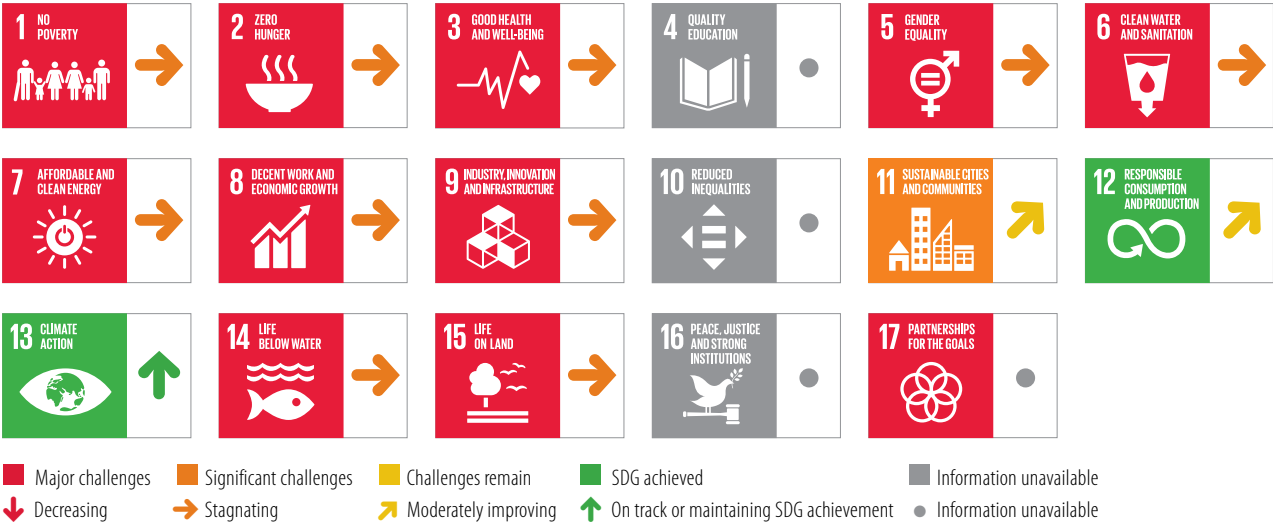 1 NO
POVERTY
2 ZERO
HUNGER
3 GOOD HEALTH
AND WELL-BEING
4 QUALITY
EDUCATION
5 GENDER
EQUALITY
6 CLEAN WATER
AND SANITATION
7 AFFORDABLE AND
CLEAN ENERGY
8 DECENT WORK AND
ECONOMIC GROWTH
9 INDUSTRY, INNOVATION
AND INFRASTRUCTURE
10 REDUCED
INEQUALITIES
11 SUSTAINABLE CITIES
AND COMMUNITIES
12 RESPONSIBLE
CONSUMPTION
AND PRODUCTION
13 CLIMATE
ACTION
14 LIFE
BELOW WATER
15 LIFE
ON LAND
16 PEACE, JUSTICE
AND STRONG
INSTITUTIONS
17 PARTNERSHIPS
FOR THE GOALS
Major challenges Significant challenges Challenges remain SDG achieved Information unavailable
Decreasing Stagnating Moderately improving On track or maintaining SDG achievement Information unavailable